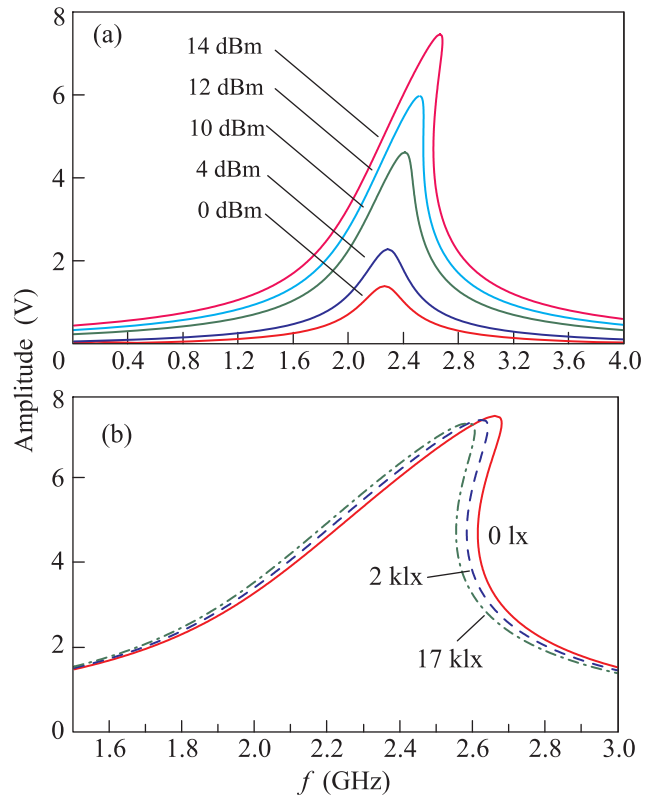 8
(a)
14 dBm
12 dBm
10 dBm
4 dBm
0 dBm
6
4
2
0 0.4 0.8 1.2 1.6 2.0 2.4 2.8 3.2 3.6 4.0
Amplitude (V)
8
(b)
6
4
2
0
0 lx
2 klx
17 klx
1.6 1.8 2.0 2.2 2.4 2.6 2.8 3.0
f (GHz)